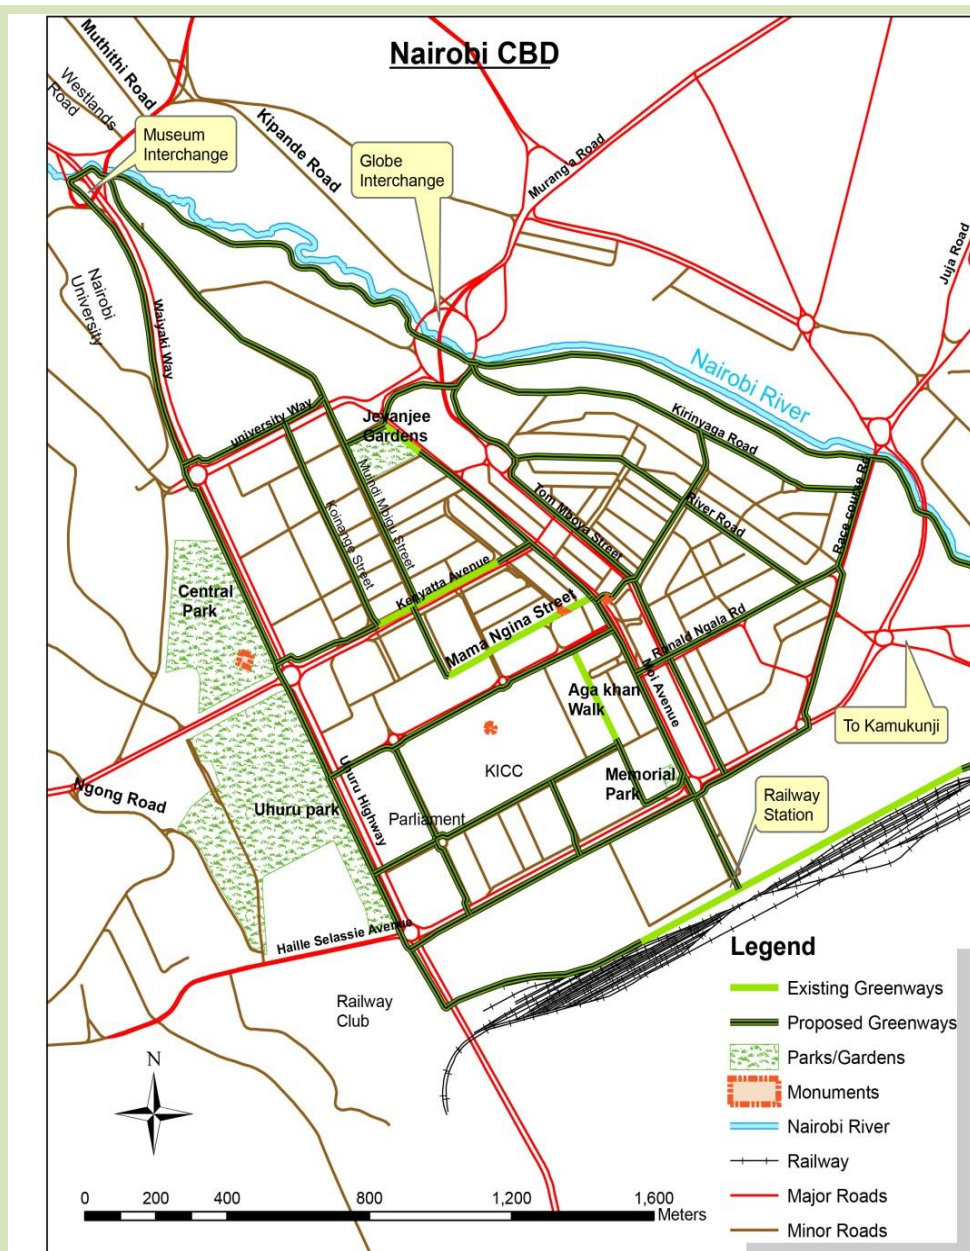 Nairobi CBD
Muthithi Road
Westlands
Road
Museum
Interchange
Kipande Road
Globe
Interchange
Murang'a Road
Juja Road
Nairobi
University
Waiyaki Way
Nairobi River
university Way
Jevanjee
Gardens
Kirinyaga Road
Muindi Mbigu Street
Koinange Street
Tom Mboya Street
River Road
Race course Rd
Central
Park
Kenyatta Avenue
Mama Ngina Street
Ronald Ngala Rd
Aga khan
Walk
Moi Avenue
To Kamukunji
Ngong Road
Uhuru park
Uhuru Highway
KICC
Parliament
Memorial
Park
Railway
Station
Haille Selassie Avenue
Railway
Club
N
Legend
Existing Greenways
Proposed Greenways
Parks/Gardens
Monuments
Nairobi River
Railway
Major Roads
Minor Roads
0 200 400 800 1,200 1,600
Meters